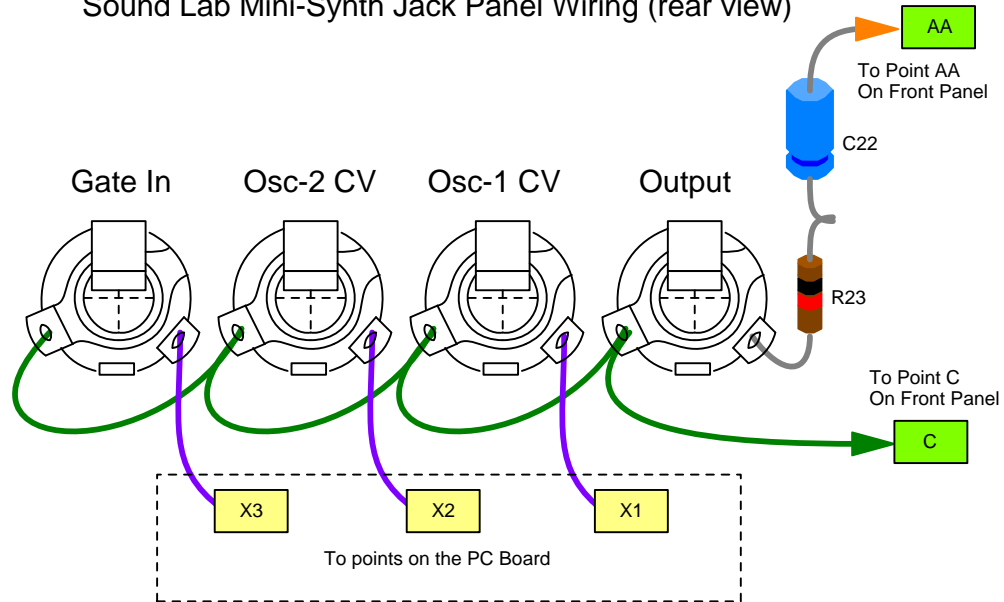 Sound Lab Mini-Synth Jack Panel Wiring (rear view)
AA
To Point AA
On Front Panel
C22
Gate In
Osc-2 CV
Osc-1 CV
Output
R23
To Point C
On Front Panel
C
X3
X2
X1
To points on the PC Board